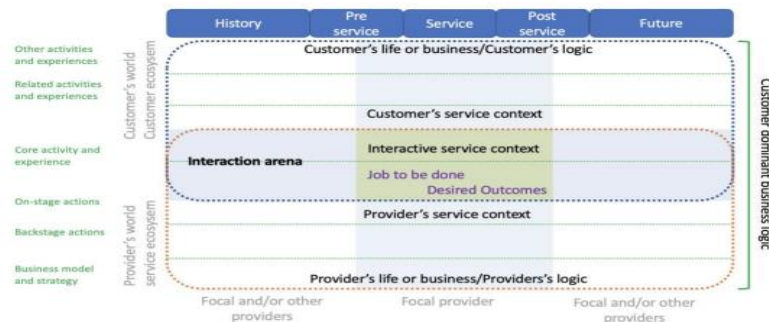 History
Pre
service
Service
Post
service
Future
Other activities
and experiences
Related activities
and experiences
Core activity and
experience
On-stage actions
Backstage actions
Business model
and strategy
Customer's world
Customer ecosystem
Provider's world
service ecosysem
Customer's life or business/Customer's logic
Customer's service context
Interactive service context
Interaction arena
Job to be done
Desired Outcomes
Provider's service context
Provider's life or business/Providers's logic
Focal and/or other
providers
Focal provider
Focal and/or other
providers
Customer dominant business
logic